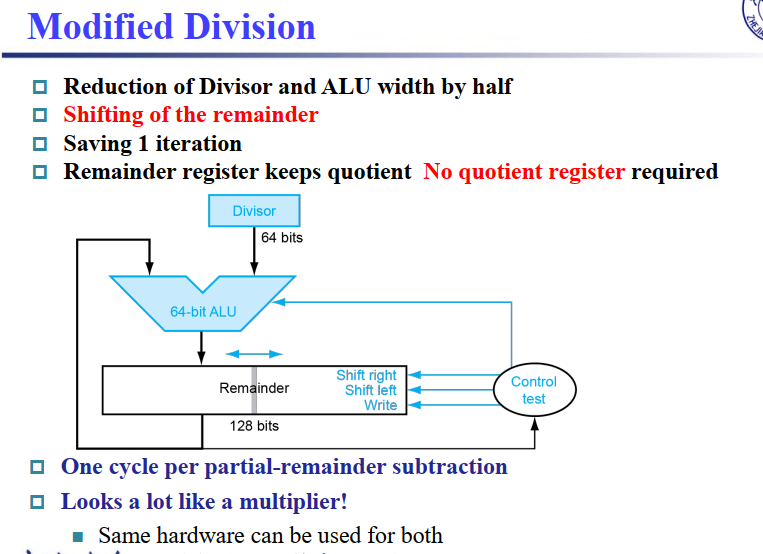 Modified Division
Reduction of Divisor and ALU width by half
Shifting of the remainder
Saving 1 iteration
Remainder register keeps quotient No quotient register required
Divisor
64 bits
64-bit ALU
Remainder
Shift right
Shift left
Write
Control
test
128 bits
One cycle per partial-remainder subtraction
Looks a lot like a multiplier!
Same hardware can be used for both